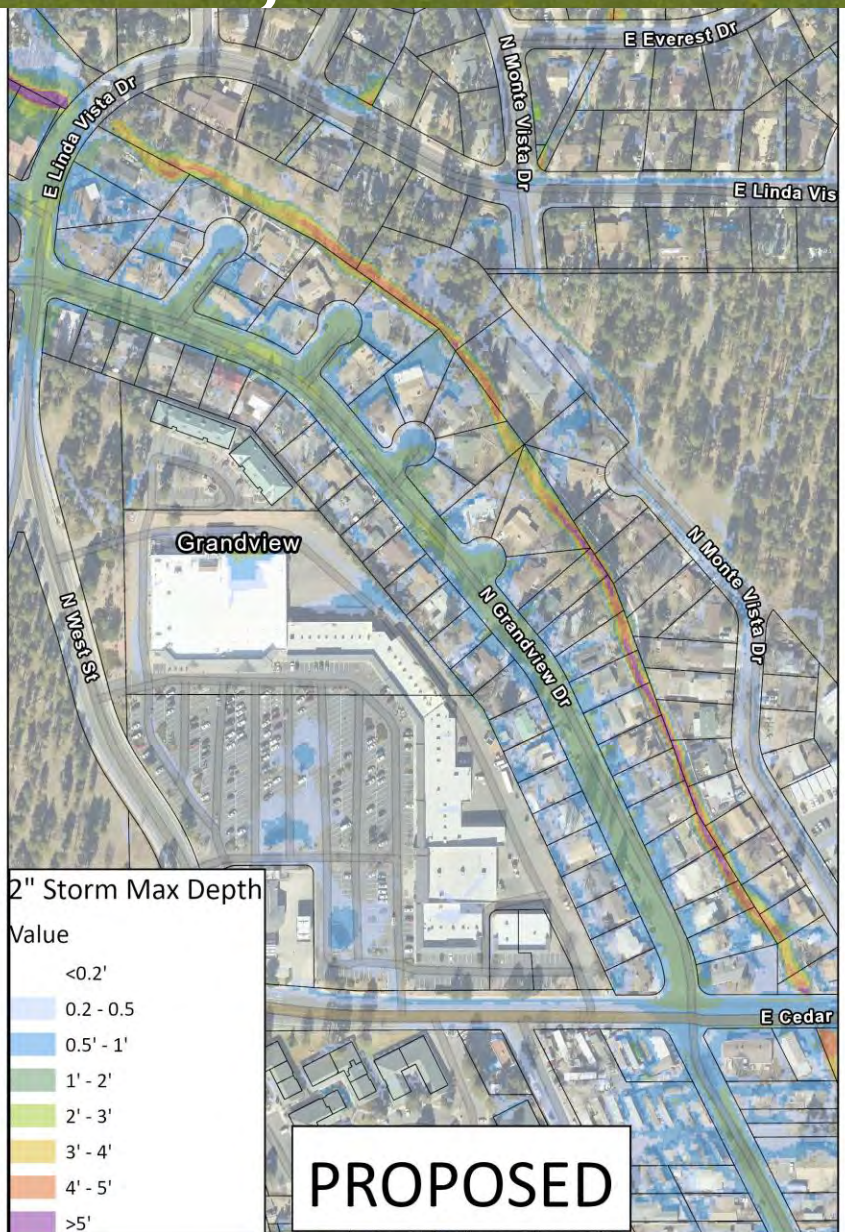 E Everest Dr
N Monte Vista Dr
E Linda Vista Dr
E Linda Vis
Grandview
N West St
N Monte Vista Dr
N Grandview Dr
2" Storm Max Depth
Value
<0.2'
0.2 - 0.5
0.5' - 1'
1' - 2'
2' - 3'
3' - 4'
4' - 5'
>5'
E Cedar
PROPOSED